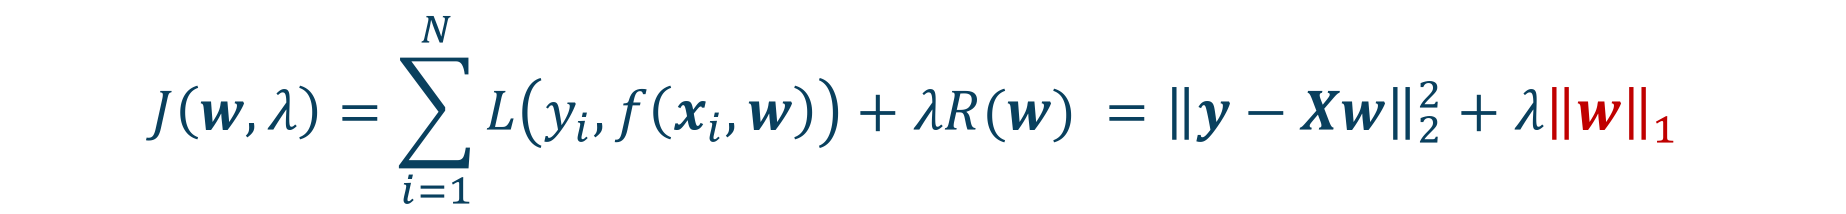 J(w, λ) = ∑_{i=1}^{N} L(y_i, f(x_i, w)) + λR(w) = ‖y − Xw‖_2^2 + λ‖w‖_1